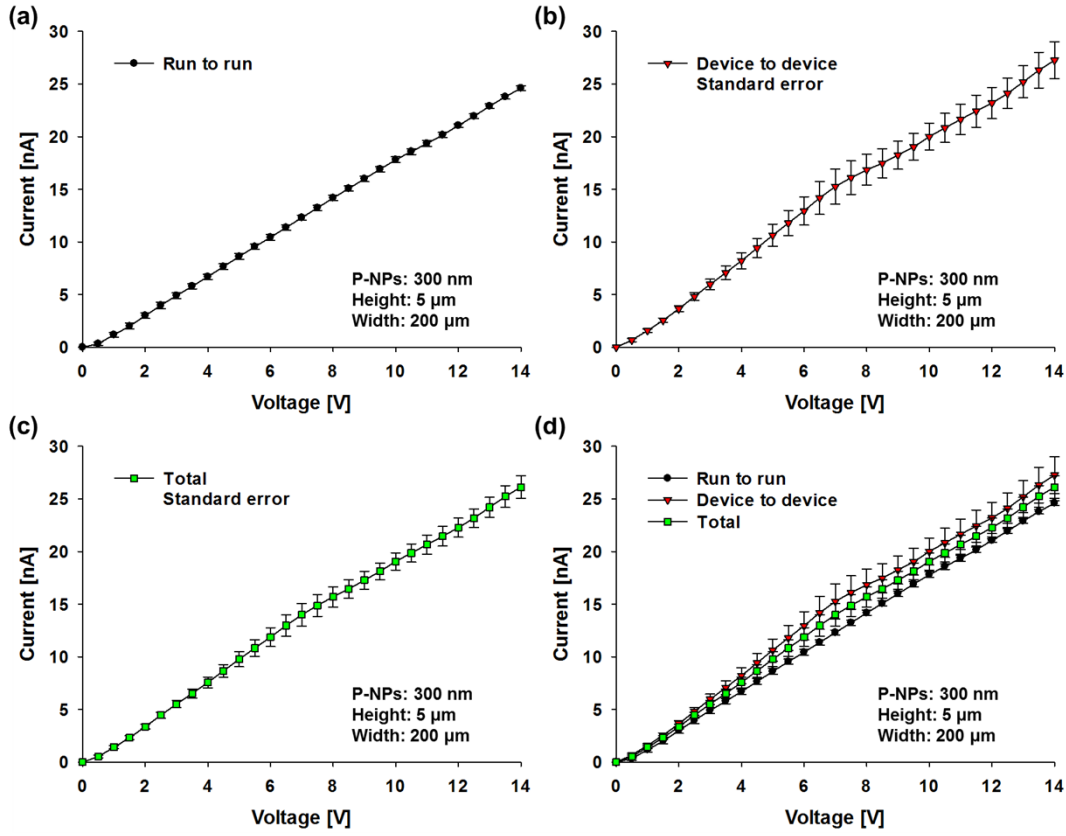 (a)
30
25
20
15
10
5
0
Current [nA]
Run to run
P-NPs: 300 nm
Height: 5 µm
Width: 200 µm
0 2 4 6 8 10 12 14
Voltage [V]
(b)
30
25
20
15
10
5
0
Current [nA]
Device to device
Standard error
P-NPs: 300 nm
Height: 5 µm
Width: 200 µm
0 2 4 6 8 10 12 14
Voltage [V]
(c)
30
25
20
15
10
5
0
Current [nA]
Total
Standard error
P-NPs: 300 nm
Height: 5 µm
Width: 200 µm
0 2 4 6 8 10 12 14
Voltage [V]
(d)
30
25
20
15
10
5
0
Current [nA]
Run to run
Device to device
Total
P-NPs: 300 nm
Height: 5 µm
Width: 200 µm
0 2 4 6 8 10 12 14
Voltage [V]